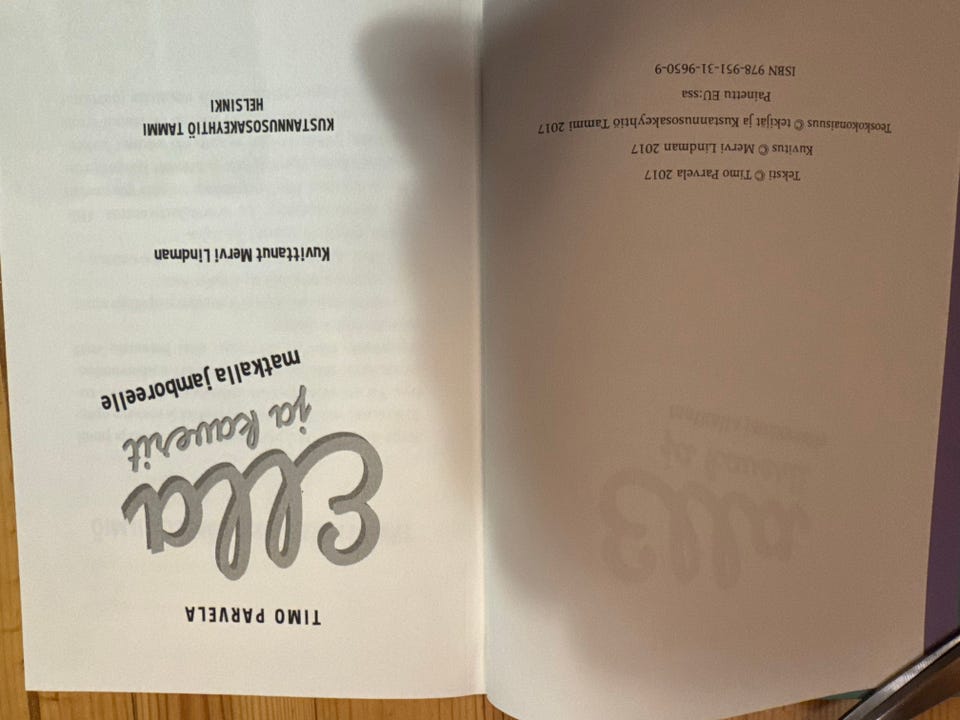 Teksti © Timo Parvela 2017
Kuvitus © Mervi Lindman 2017
Teoskokonaisuus © tekijät ja Kustannusosakeyhtiö Tammi 2017
Painettu EU:ssa
ISBN 978-951-31-9650-9
TIMO PARVELA
Ella
ja kaverit
matkalla jamboreelle
Kuvittanut Mervi Lindman
KUSTANNUSOSAKEYHTIÖ TAMMI
HELSINKI